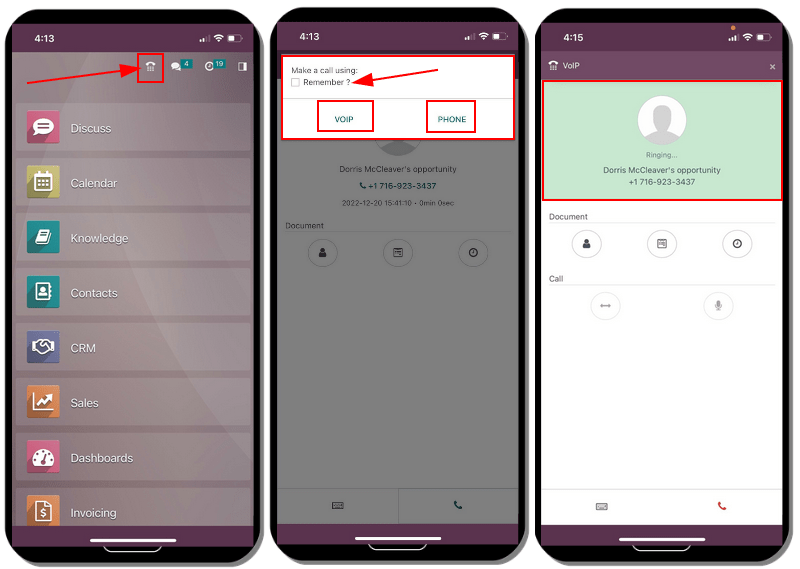 4:13
4
19
Discuss
Calendar
Knowledge
Contacts
CRM
Sales
Dashboards
Invoicing
4:13
Make a call using:
Remember ?
VOIP PHONE
Dorris McCleaver's opportunity
+1 716-923-3437
2022-12-20 15:41:10 • 0min 0sec
Document
4:15
VoIP ×
Ringing...
Dorris McCleaver's opportunity
+1 716-923-3437
Document
Call